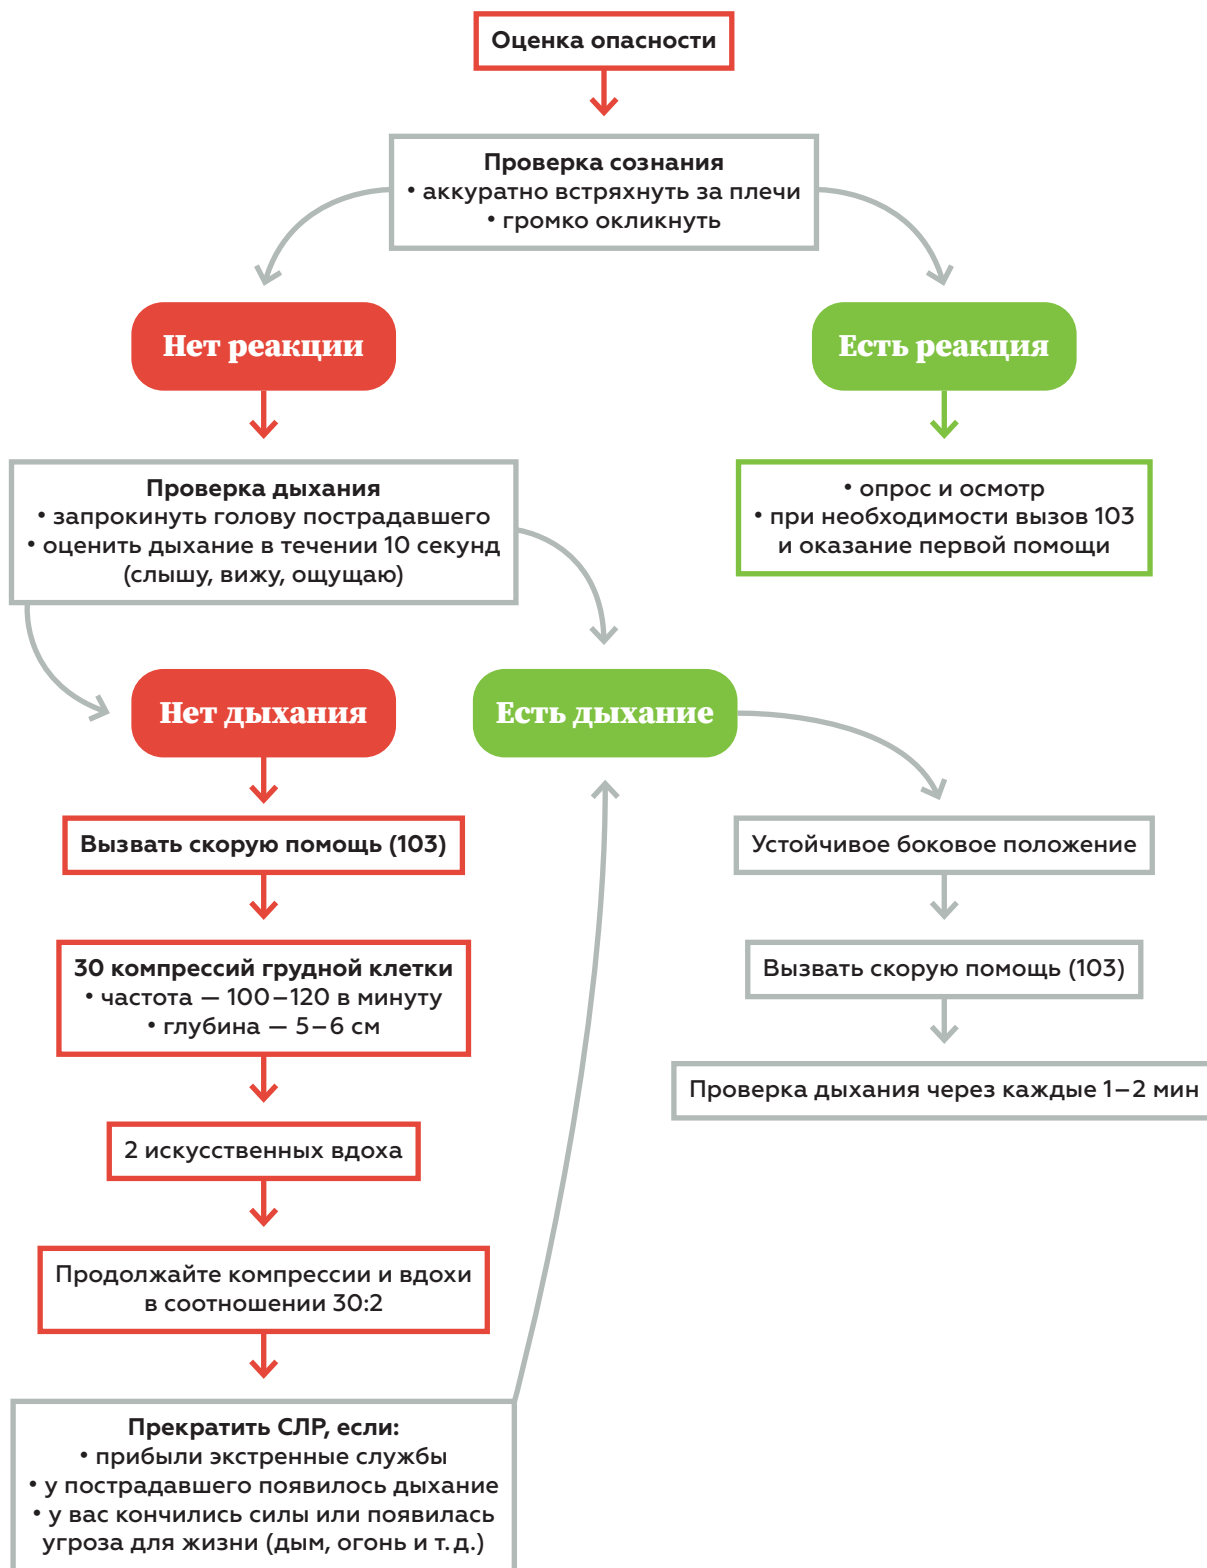 Оценка опасности
Проверка сознания
• аккуратно встряхнуть за плечи
• громко окликнуть
Нет реакции
Есть реакция
Проверка дыхания
• запрокинуть голову пострадавшего
• оценить дыхание в течении 10 секунд
(слышу, вижу, ощущаю)
• опрос и осмотр
• при необходимости вызов 103
и оказание первой помощи
Нет дыхания
Есть дыхание
Вызвать скорую помощь (103)
Устойчивое боковое положение
30 компрессий грудной клетки
• частота — 100–120 в минуту
• глубина — 5–6 см
Вызвать скорую помощь (103)
Проверка дыхания через каждые 1–2 мин
2 искусственных вдоха
Продолжайте компрессии и вдохи
в соотношении 30:2
Прекратить СЛР, если:
• прибыли экстренные службы
• у пострадавшего появилось дыхание
• у вас кончились силы или появилась
угроза для жизни (дым, огонь и т. д.)